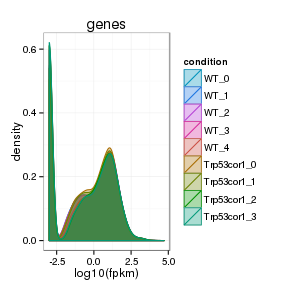 genes
condition
WT_0
WT_1
WT_2
WT_3
WT_4
Trp53cor1_0
Trp53cor1_1
Trp53cor1_2
Trp53cor1_3
density
0.6
0.4
0.2
0.0
-2.5 0.0 2.5 5.0
log10(fpkm)